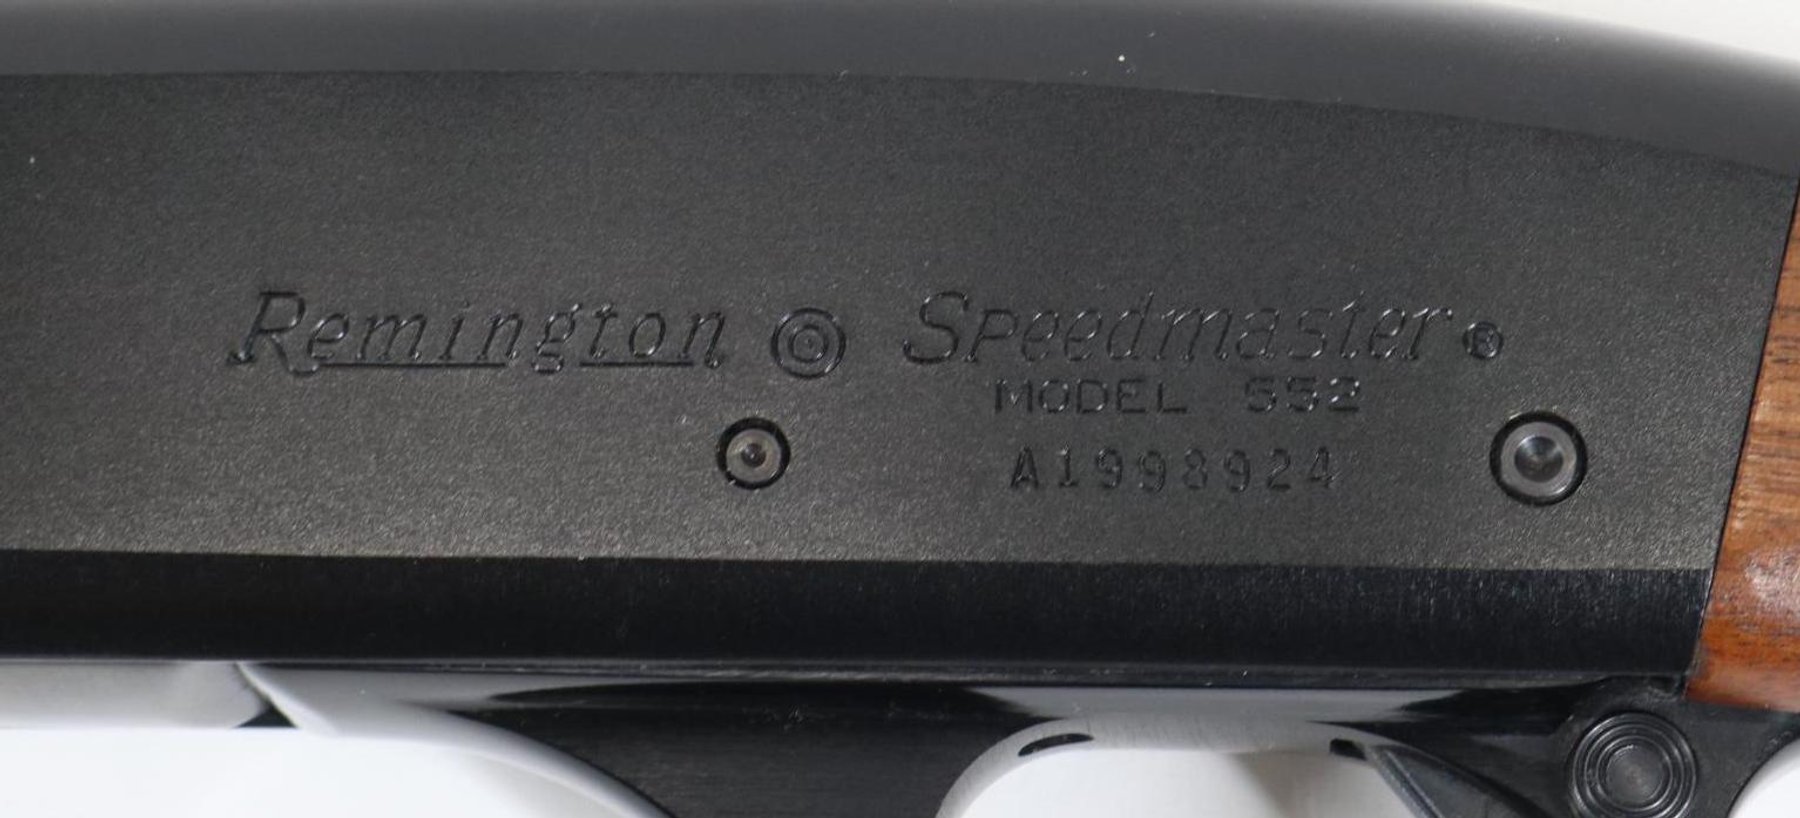 Remington Speedmaster®
MODEL 552
A1998924